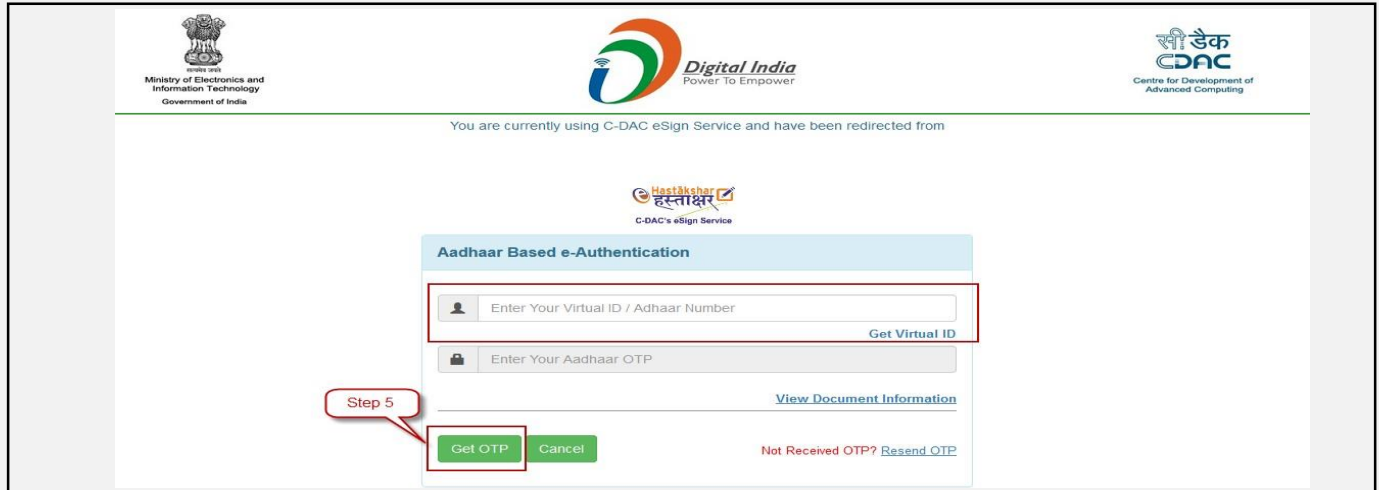 सत्यमेव जयते
Ministry of Electronics and
Information Technology
Government of India
Digital India
Power To Empower
सी डैक
CDAC
Centre for Development of
Advanced Computing
You are currently using C-DAC eSign Service and have been redirected from
e Hastākshar
हस्ताक्षर
C-DAC's eSign Service
Aadhaar Based e-Authentication
Enter Your Virtual ID / Adhaar Number
Get Virtual ID
Enter Your Aadhaar OTP
View Document Information
Step 5
Get OTP Cancel Not Received OTP? Resend OTP